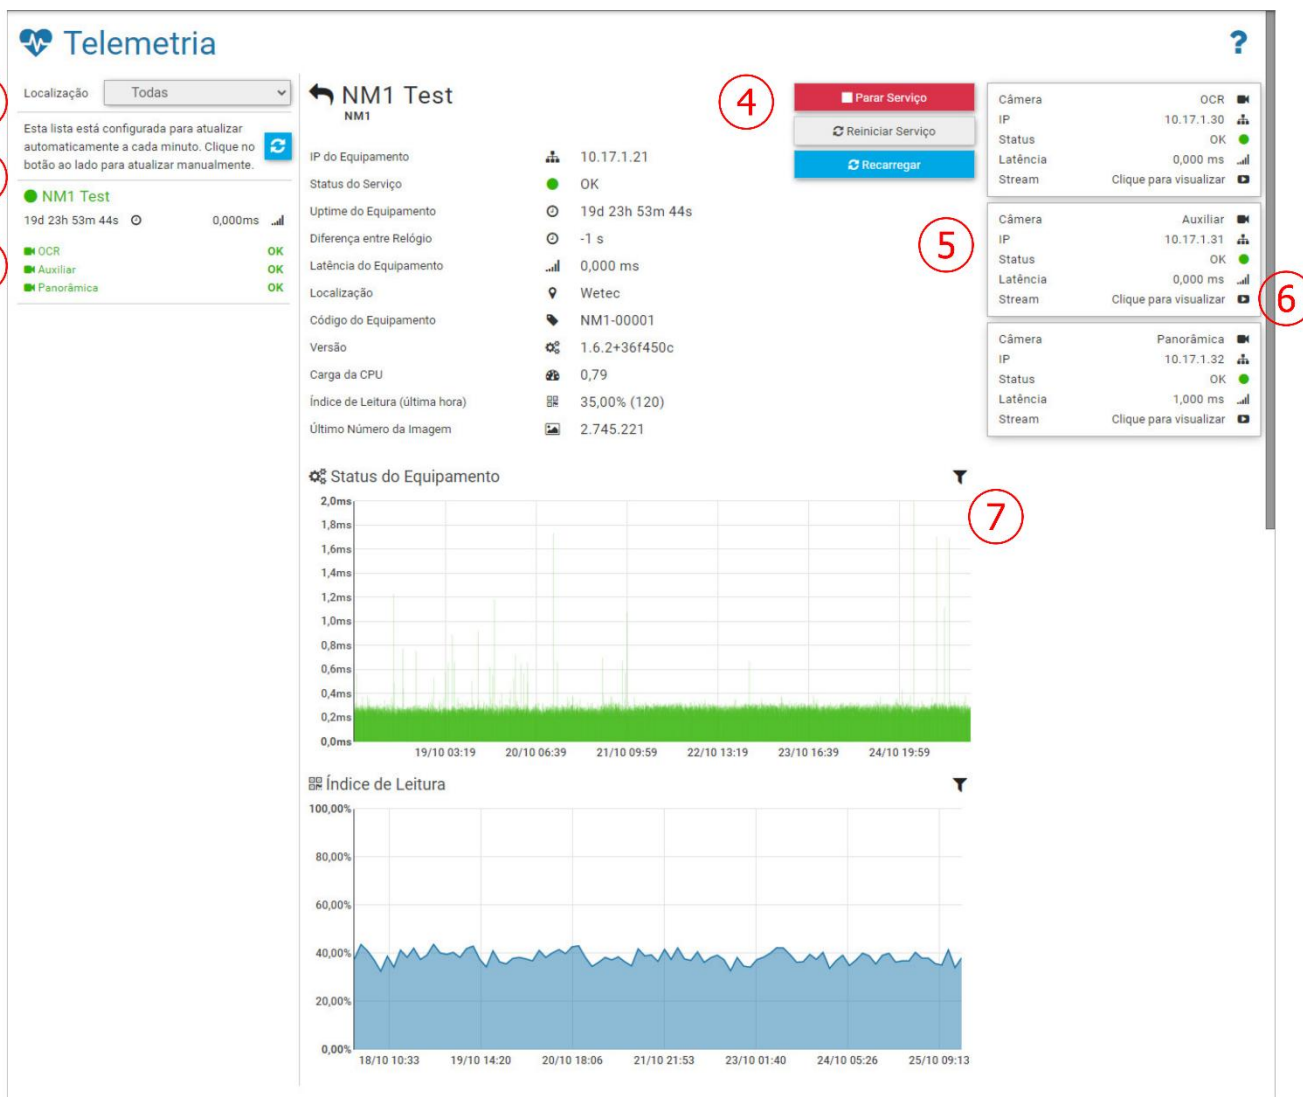 Telemetria
?
Localização Todas
Esta lista está configurada para atualizar
automaticamente a cada minuto. Clique no
botão ao lado para atualizar manualmente.
NM1 Test
19d 23h 53m 44s 0,000ms
OCR OK
Auxiliar OK
Panorâmica OK
NM1 Test
NM1
IP do Equipamento 10.17.1.21
Status do Serviço OK
Uptime do Equipamento 19d 23h 53m 44s
Diferença entre Relógio -1 s
Latência do Equipamento 0,000 ms
Localização Wetec
Código do Equipamento NM1-00001
Versão 1.6.2+36f450c
Carga da CPU 0,79
Índice de Leitura (última hora) 35,00% (120)
Último Número da Imagem 2.745.221
4
Parar Serviço
Reiniciar Serviço
Recarregar
Câmera OCR
IP 10.17.1.30
Status OK
Latência 0,000 ms
Stream Clique para visualizar
5
Câmera Auxiliar
IP 10.17.1.31
Status OK
Latência 0,000 ms
Stream Clique para visualizar
6
Câmera Panorâmica
IP 10.17.1.32
Status OK
Latência 1,000 ms
Stream Clique para visualizar
Status do Equipamento
7
2,0ms
1,8ms
1,6ms
1,4ms
1,2ms
1,0ms
0,8ms
0,6ms
0,4ms
0,2ms
0,0ms
19/10 03:19 20/10 06:39 21/10 09:59 22/10 13:19 23/10 16:39 24/10 19:59
Índice de Leitura
100,00%
80,00%
60,00%
40,00%
20,00%
0,00%
18/10 10:33 19/10 14:20 20/10 18:06 21/10 21:53 23/10 01:40 24/10 05:26 25/10 09:13